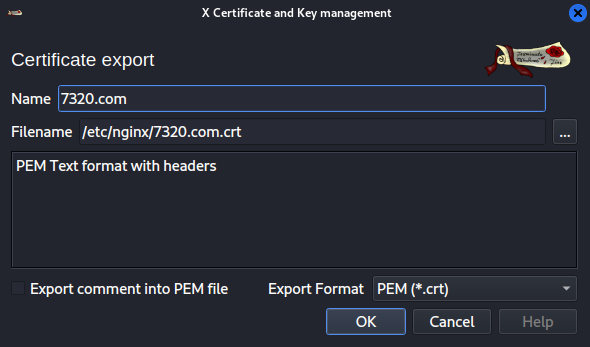 X Certificate and Key management
Certificate export
Name 7320.com
Filename /etc/nginx/7320.com.crt ...
PEM Text format with headers
Export comment into PEM file Export Format PEM (*.crt)
OK Cancel Help